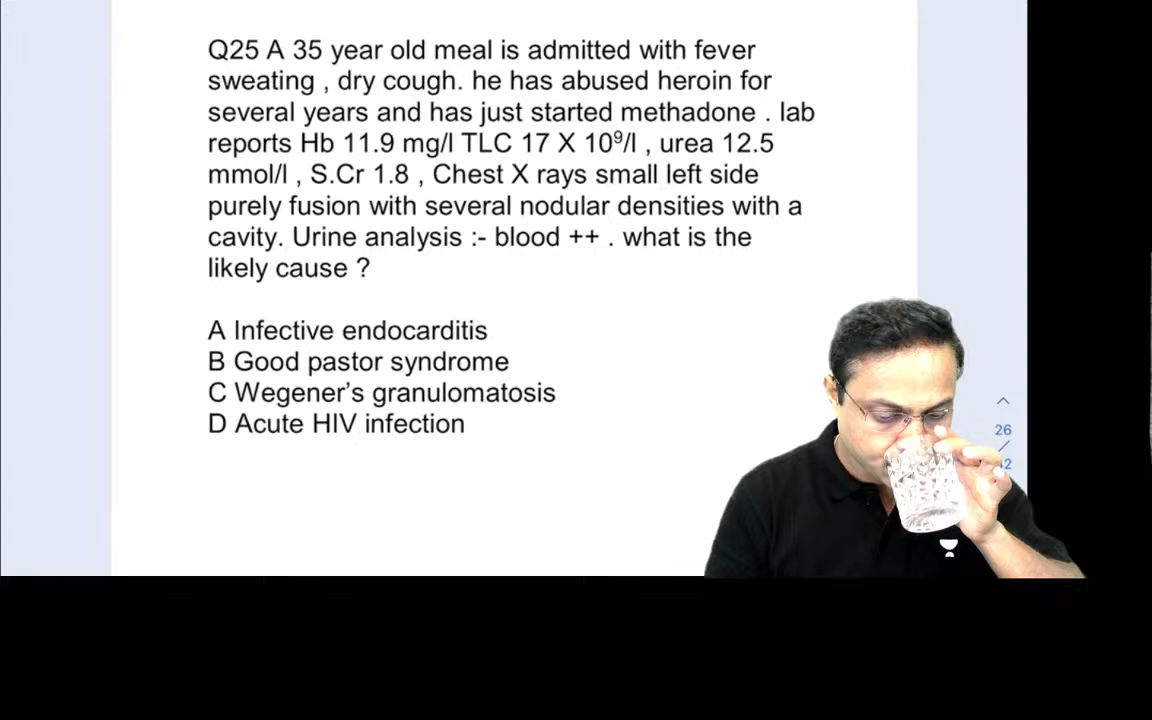 Q25 A 35 year old meal is admitted with fever
sweating , dry cough. he has abused heroin for
several years and has just started methadone . lab
reports Hb 11.9 mg/l TLC 17 X 10⁹/l , urea 12.5
mmol/l , S.Cr 1.8 , Chest X rays small left side
purely fusion with several nodular densities with a
cavity. Urine analysis :- blood ++ . what is the
likely cause ?
A Infective endocarditis
B Good pastor syndrome
C Wegener’s granulomatosis
D Acute HIV infection
26